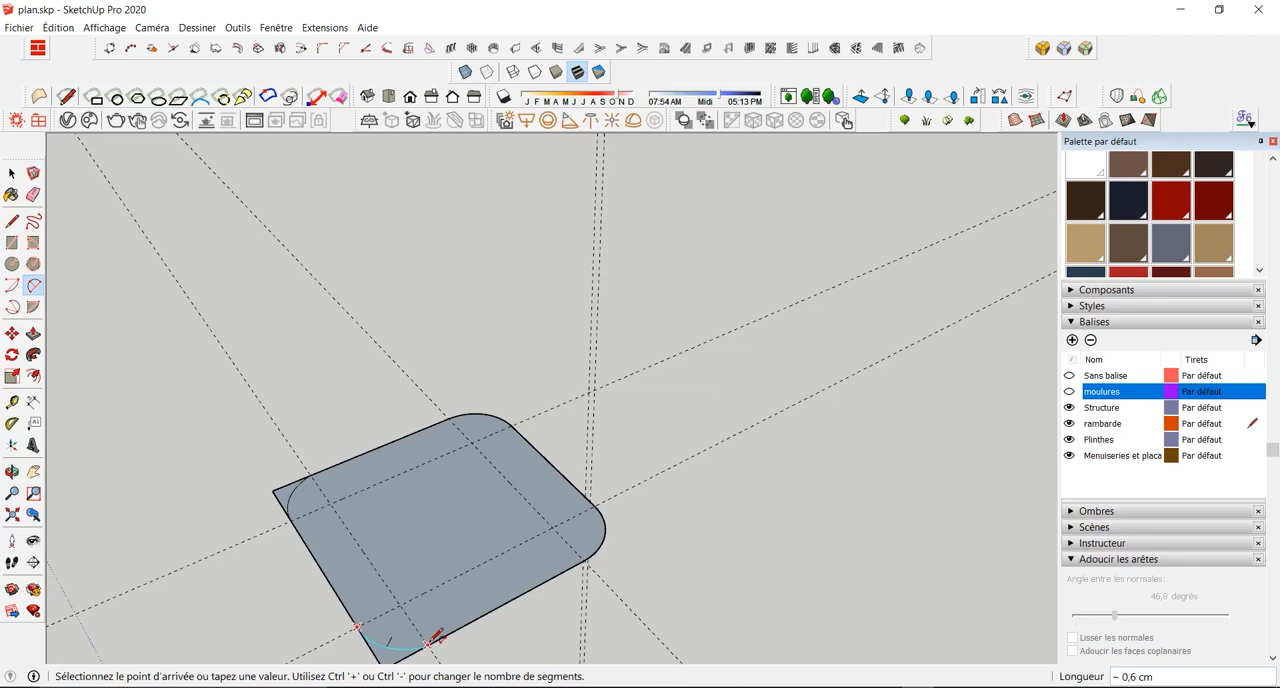 plan.skp - SketchUp Pro 2020
Fichier Édition Affichage Caméra Dessiner Outils Fenêtre Extensions Aide
J F M A M J J A S O N D 07:54 AM Midi 05:13 PM
Palette par défaut
Composants
Styles
Balises
Nom Tirets
Sans balise Par défaut
moulures Par défaut
Structure Par défaut
rambarde Par défaut
Plinthes Par défaut
Menuiseries et placa Par défaut
Ombres
Scènes
Instructeur
Adoucir les arêtes
Angle entre les normales:
46,8 degrés
Lisser les normales
Adoucir les faces coplanaires
Sélectionnez le point d'arrivée ou tapez une valeur. Utilisez Ctrl '+' ou Ctrl '-' pour changer le nombre de segments. Longueur ~ 0,6 cm